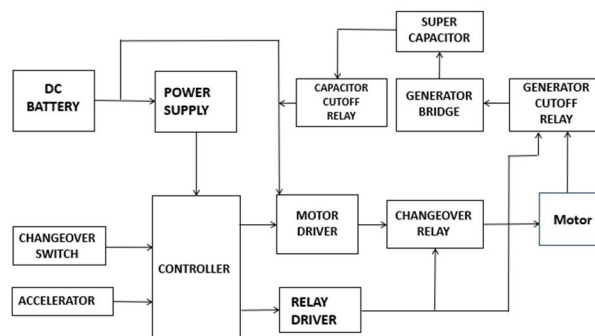 SUPER
CAPACITOR
DC
BATTERY
POWER
SUPPLY
CAPACITOR
CUTOFF
RELAY
GENERATOR
BRIDGE
GENERATOR
CUTOFF
RELAY
CHANGEOVER
SWITCH
ACCELERATOR
CONTROLLER
MOTOR
DRIVER
CHANGEOVER
RELAY
Motor
RELAY
DRIVER